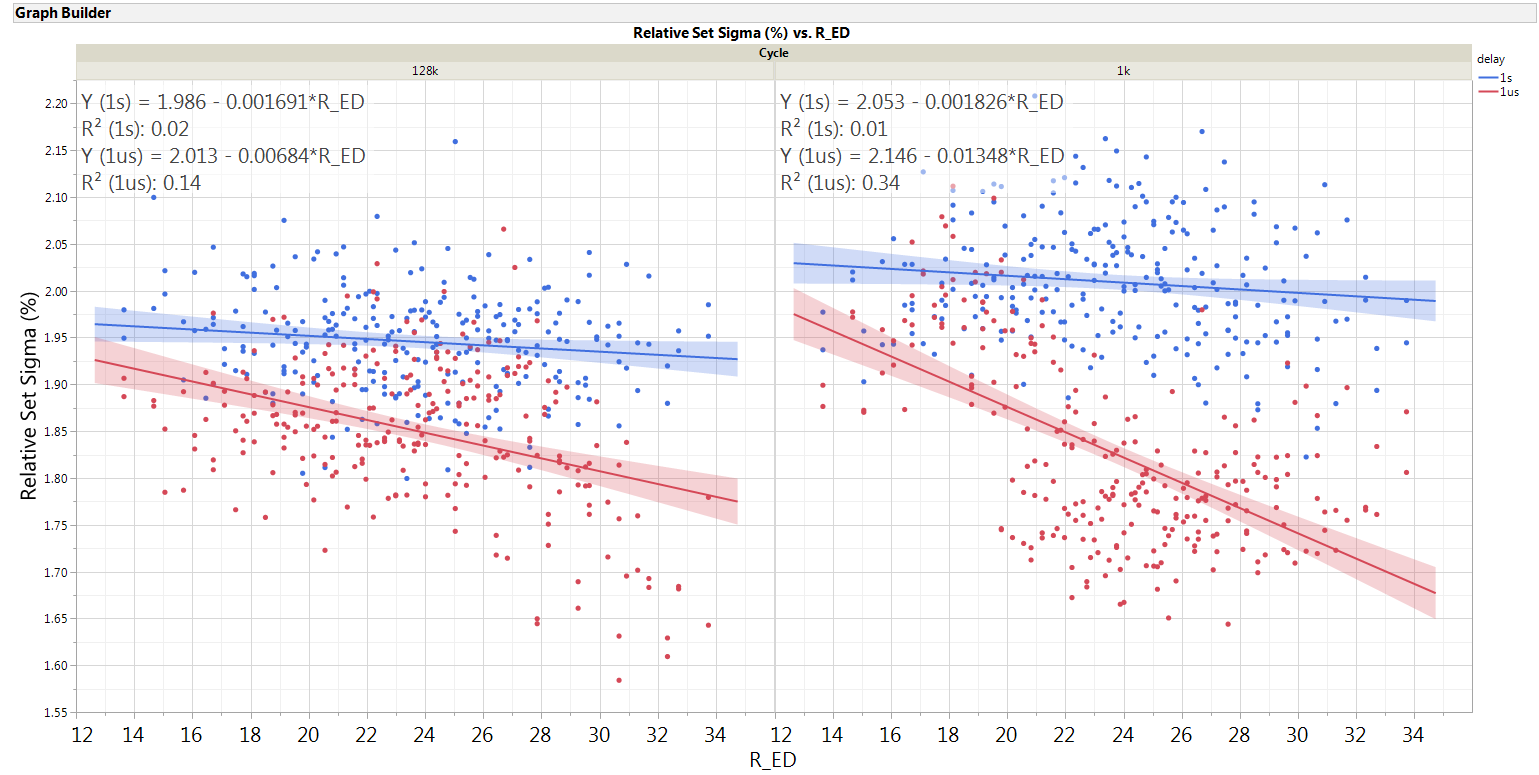 Graph Builder
Relative Set Sigma (%) vs. R_ED
Cycle
128k
1k
delay
1s
1us
Y (1s) = 1.986 - 0.001691*R_ED
R² (1s): 0.02
Y (1us) = 2.013 - 0.00684*R_ED
R² (1us): 0.14
Y (1s) = 2.053 - 0.001826*R_ED
R² (1s): 0.01
Y (1us) = 2.146 - 0.01348*R_ED
R² (1us): 0.34
Relative Set Sigma (%)
2.20
2.15
2.10
2.05
2.00
1.95
1.90
1.85
1.80
1.75
1.70
1.65
1.60
1.55
12 14 16 18 20 22 24 26 28 30 32 34 12 14 16 18 20 22 24 26 28 30 32 34
R_ED